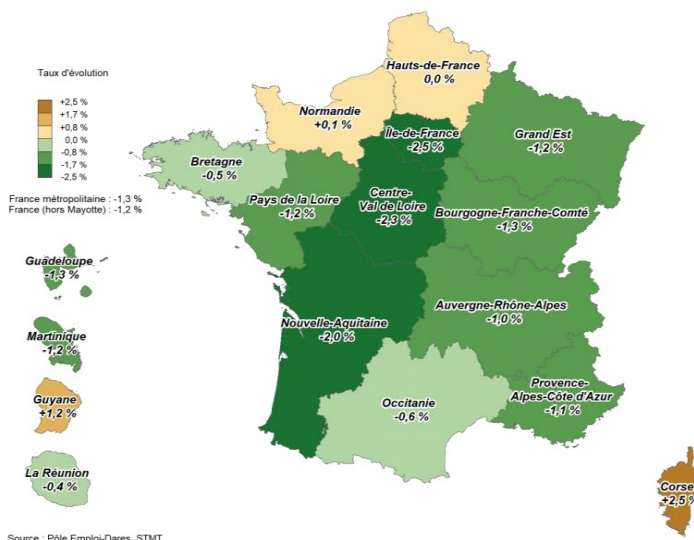 Taux d'évolution
+2,5 %
+1,7 %
+0,8 %
0,0 %
-0,8 %
-1,7 %
-2,5 %
France métropolitaine : -1,3 %
France (hors Mayotte) : -1,2 %
Hauts-de-France
0,0 %
Normandie
+0,1 %
Île-de-France
-2,5 %
Grand Est
-1,2 %
Bretagne
-0,5 %
Pays de la Loire
-1,2 %
Centre-
Val de Loire
-2,3 %
Bourgogne-Franche-Comté
-1,3 %
Guadeloupe
-1,3 %
Martinique
-1,2 %
Guyane
+1,2 %
La Réunion
-0,4 %
Nouvelle-Aquitaine
-2,0 %
Auvergne-Rhône-Alpes
-1,0 %
Occitanie
-0,6 %
Provence-
Alpes-Côte d'Azur
-1,1 %
Corse
+2,5 %
Source : Pôle Emploi-Dares, STMT